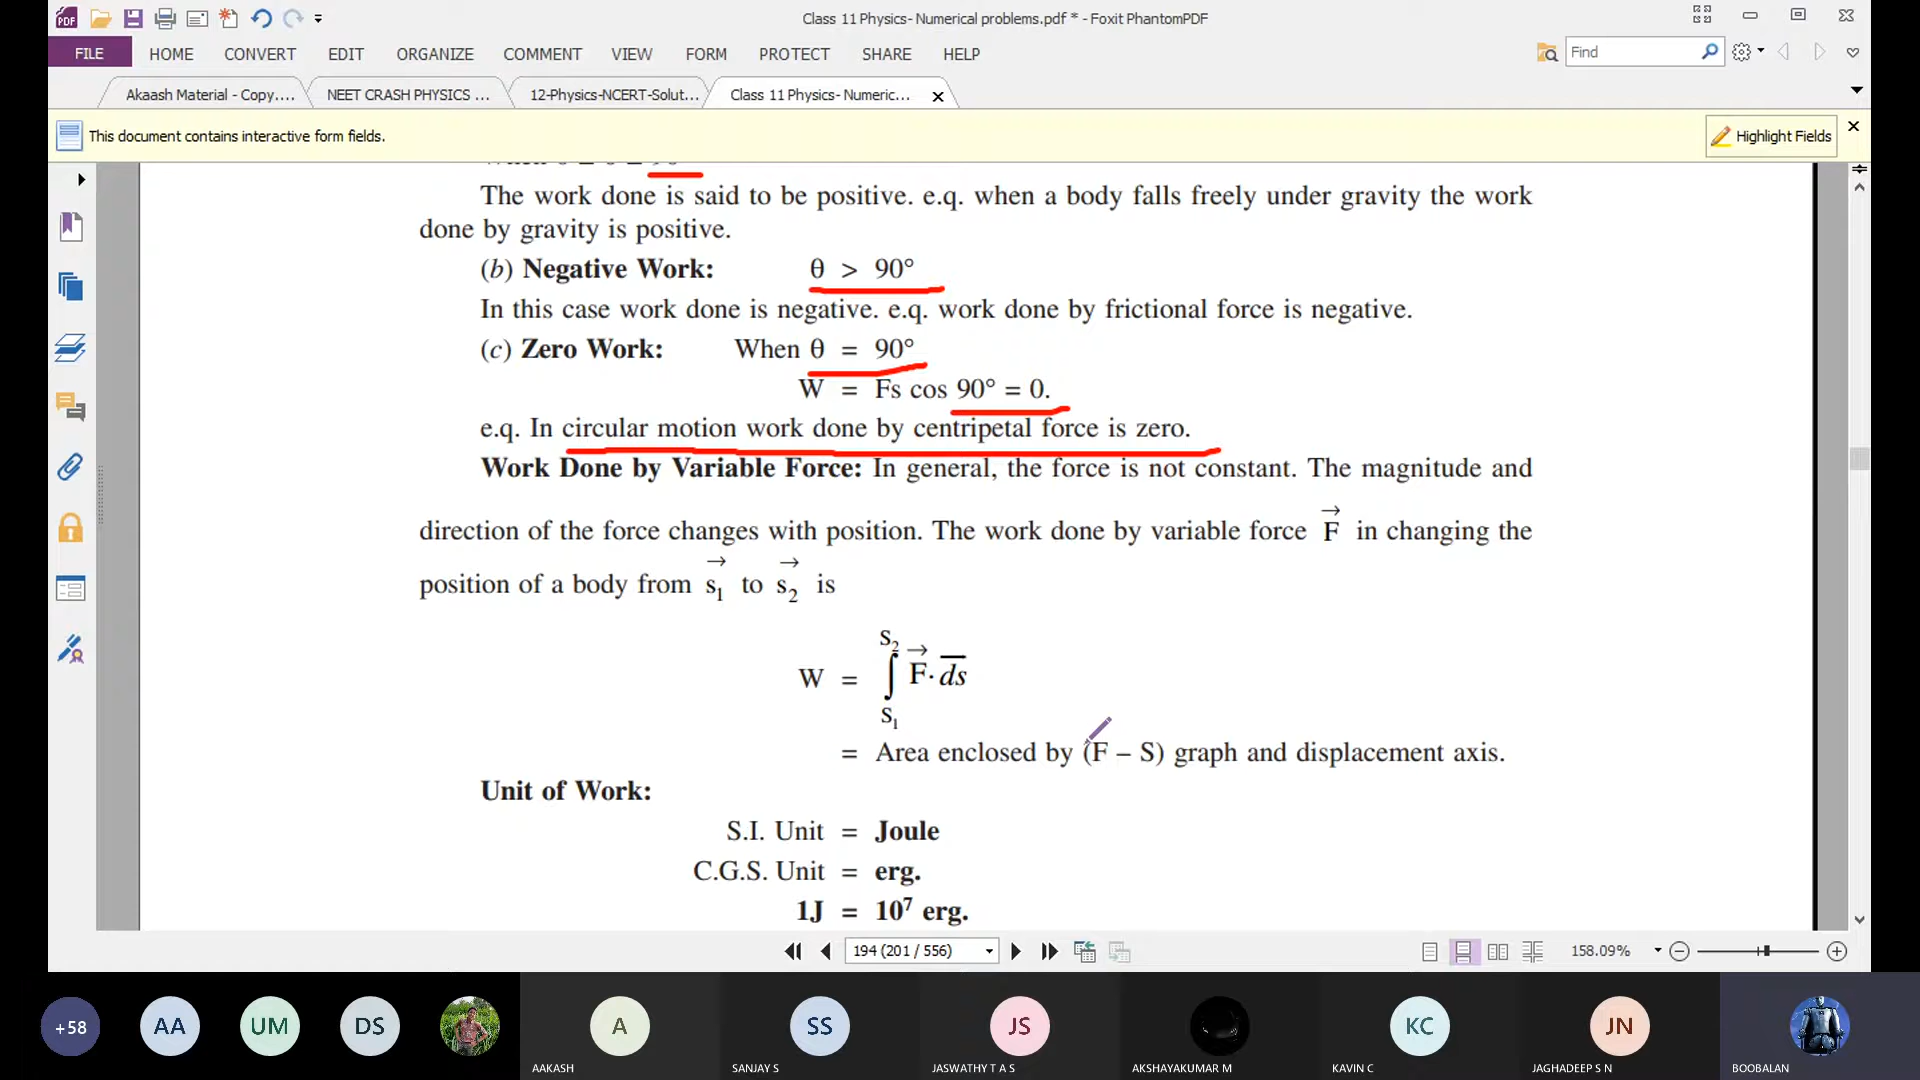 Class 11 Physics- Numerical problems.pdf * - Foxit PhantomPDF
FILE HOME CONVERT EDIT ORGANIZE COMMENT VIEW FORM PROTECT SHARE HELP Find
Akaash Material - Copy.... NEET CRASH PHYSICS ... 12-Physics-NCERT-Solut... Class 11 Physics- Numeric...
This document contains interactive form fields. Highlight Fields
The work done is said to be positive. e.q. when a body falls freely under gravity the work
done by gravity is positive.
(b) Negative Work: θ > 90°
In this case work done is negative. e.q. work done by frictional force is negative.
(c) Zero Work: When θ = 90°
W = Fs cos 90° = 0.
e.q. In circular motion work done by centripetal force is zero.
Work Done by Variable Force: In general, the force is not constant. The magnitude and
direction of the force changes with position. The work done by variable force F⃗ in changing the
position of a body from s⃗₁ to s⃗₂ is
W = ∫ S₁ S₂ F⃗ · d̅s̅
= Area enclosed by (F – S) graph and displacement axis.
Unit of Work:
S.I. Unit = Joule
C.G.S. Unit = erg.
1J = 10⁷ erg.
194 (201 / 556) 158.09%
+58 AA UM DS A SS JS KC JN
AAKASH SANJAY S JASWATHY T A S AKSHAYAKUMAR M KAVIN C JAGHADEEP S N BOOBALAN